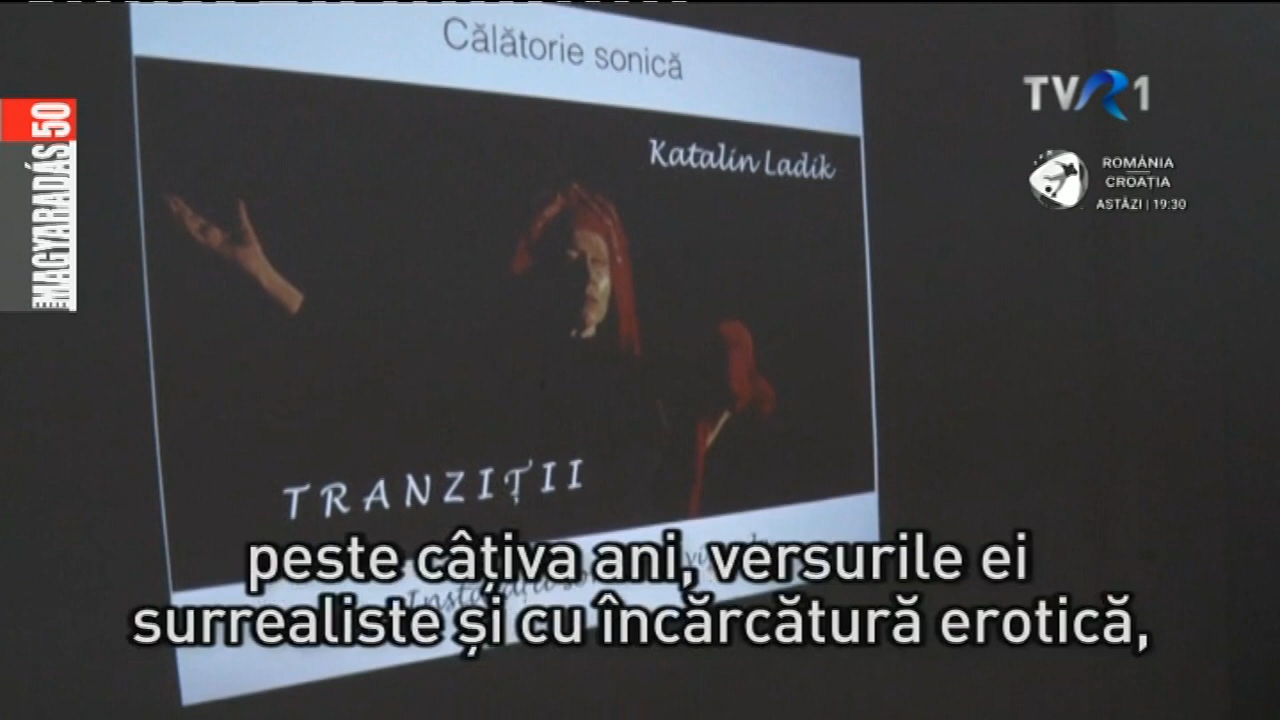 Călătorie sonică
Katalin Ladik
TRANZIȚII
TVR1
ROMÂNIA
CROAȚIA
ASTĂZI | 19:30
MAGYARADÁS 50
peste câțiva ani, versurile ei
surrealiste și cu încărcătură erotică,